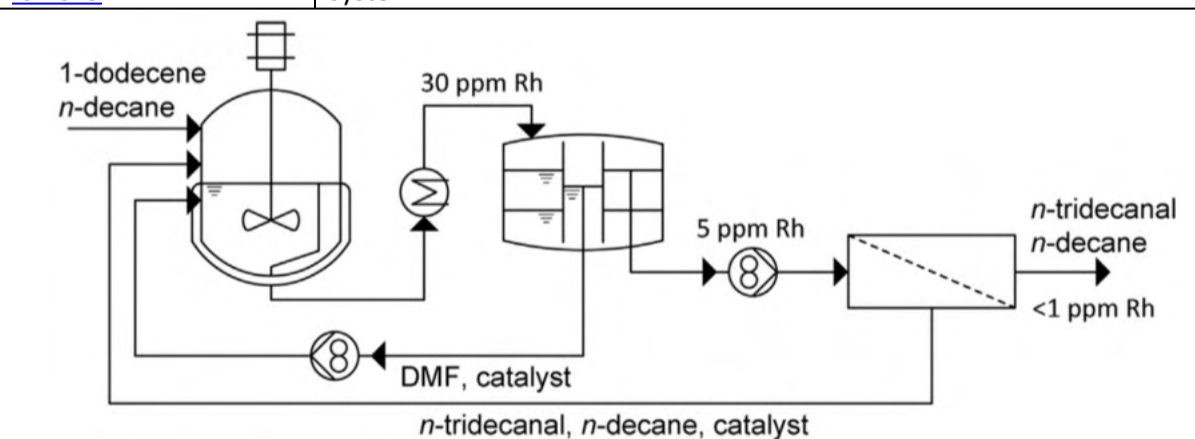 1-dodecene
n-decane
30 ppm Rh
5 ppm Rh
n-tridecanal
n-decane
<1 ppm Rh
DMF, catalyst
n-tridecanal, n-decane, catalyst